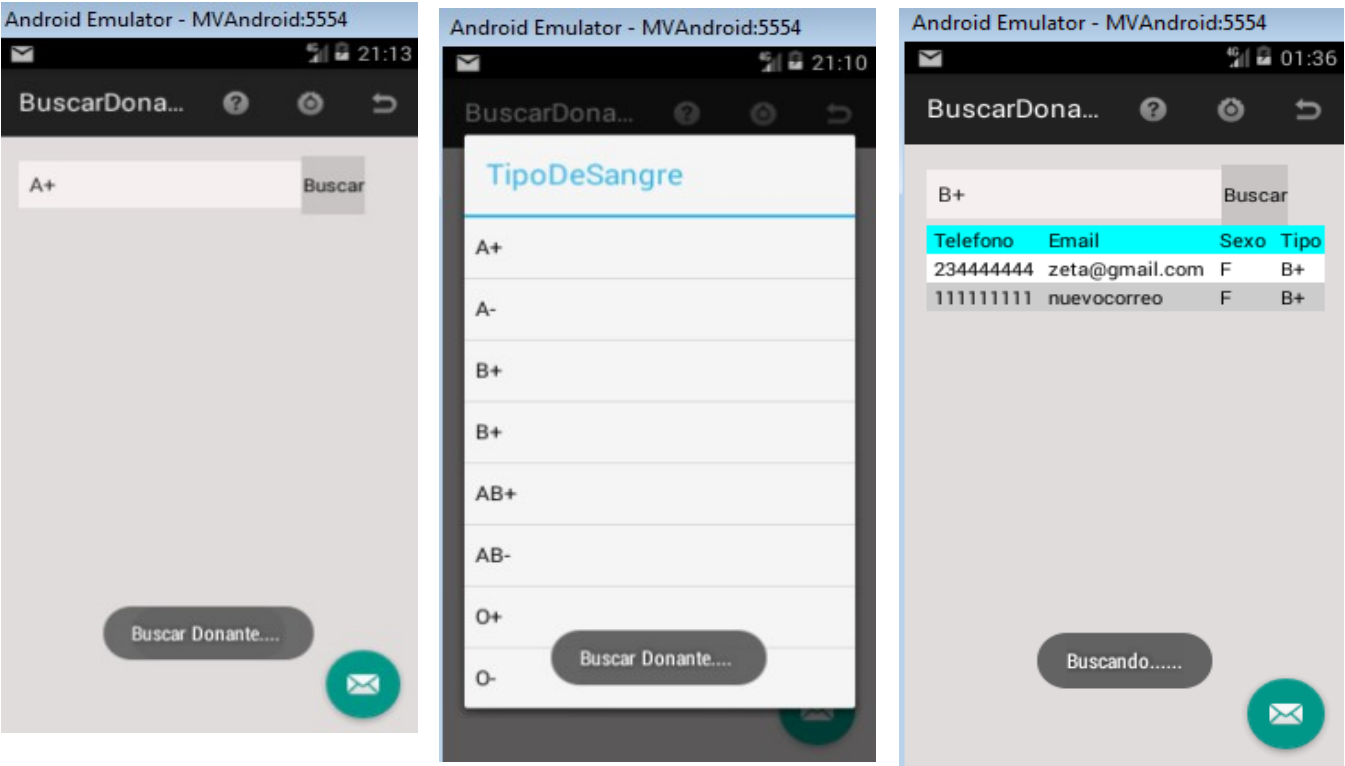 Android Emulator - MVAndroid:5554
21:13
BuscarDona...
A+ Buscar
Buscar Donante....
Android Emulator - MVAndroid:5554
21:10
BuscarDona...
TipoDeSangre
A+
A-
B+
B+
AB+
AB-
O+
Buscar Donante....
O-
Android Emulator - MVAndroid:5554
4G 01:36
BuscarDona...
B+ Buscar
Telefono Email Sexo Tipo
234444444 zeta@gmail.com F B+
111111111 nuevocorreo F B+
Buscando......